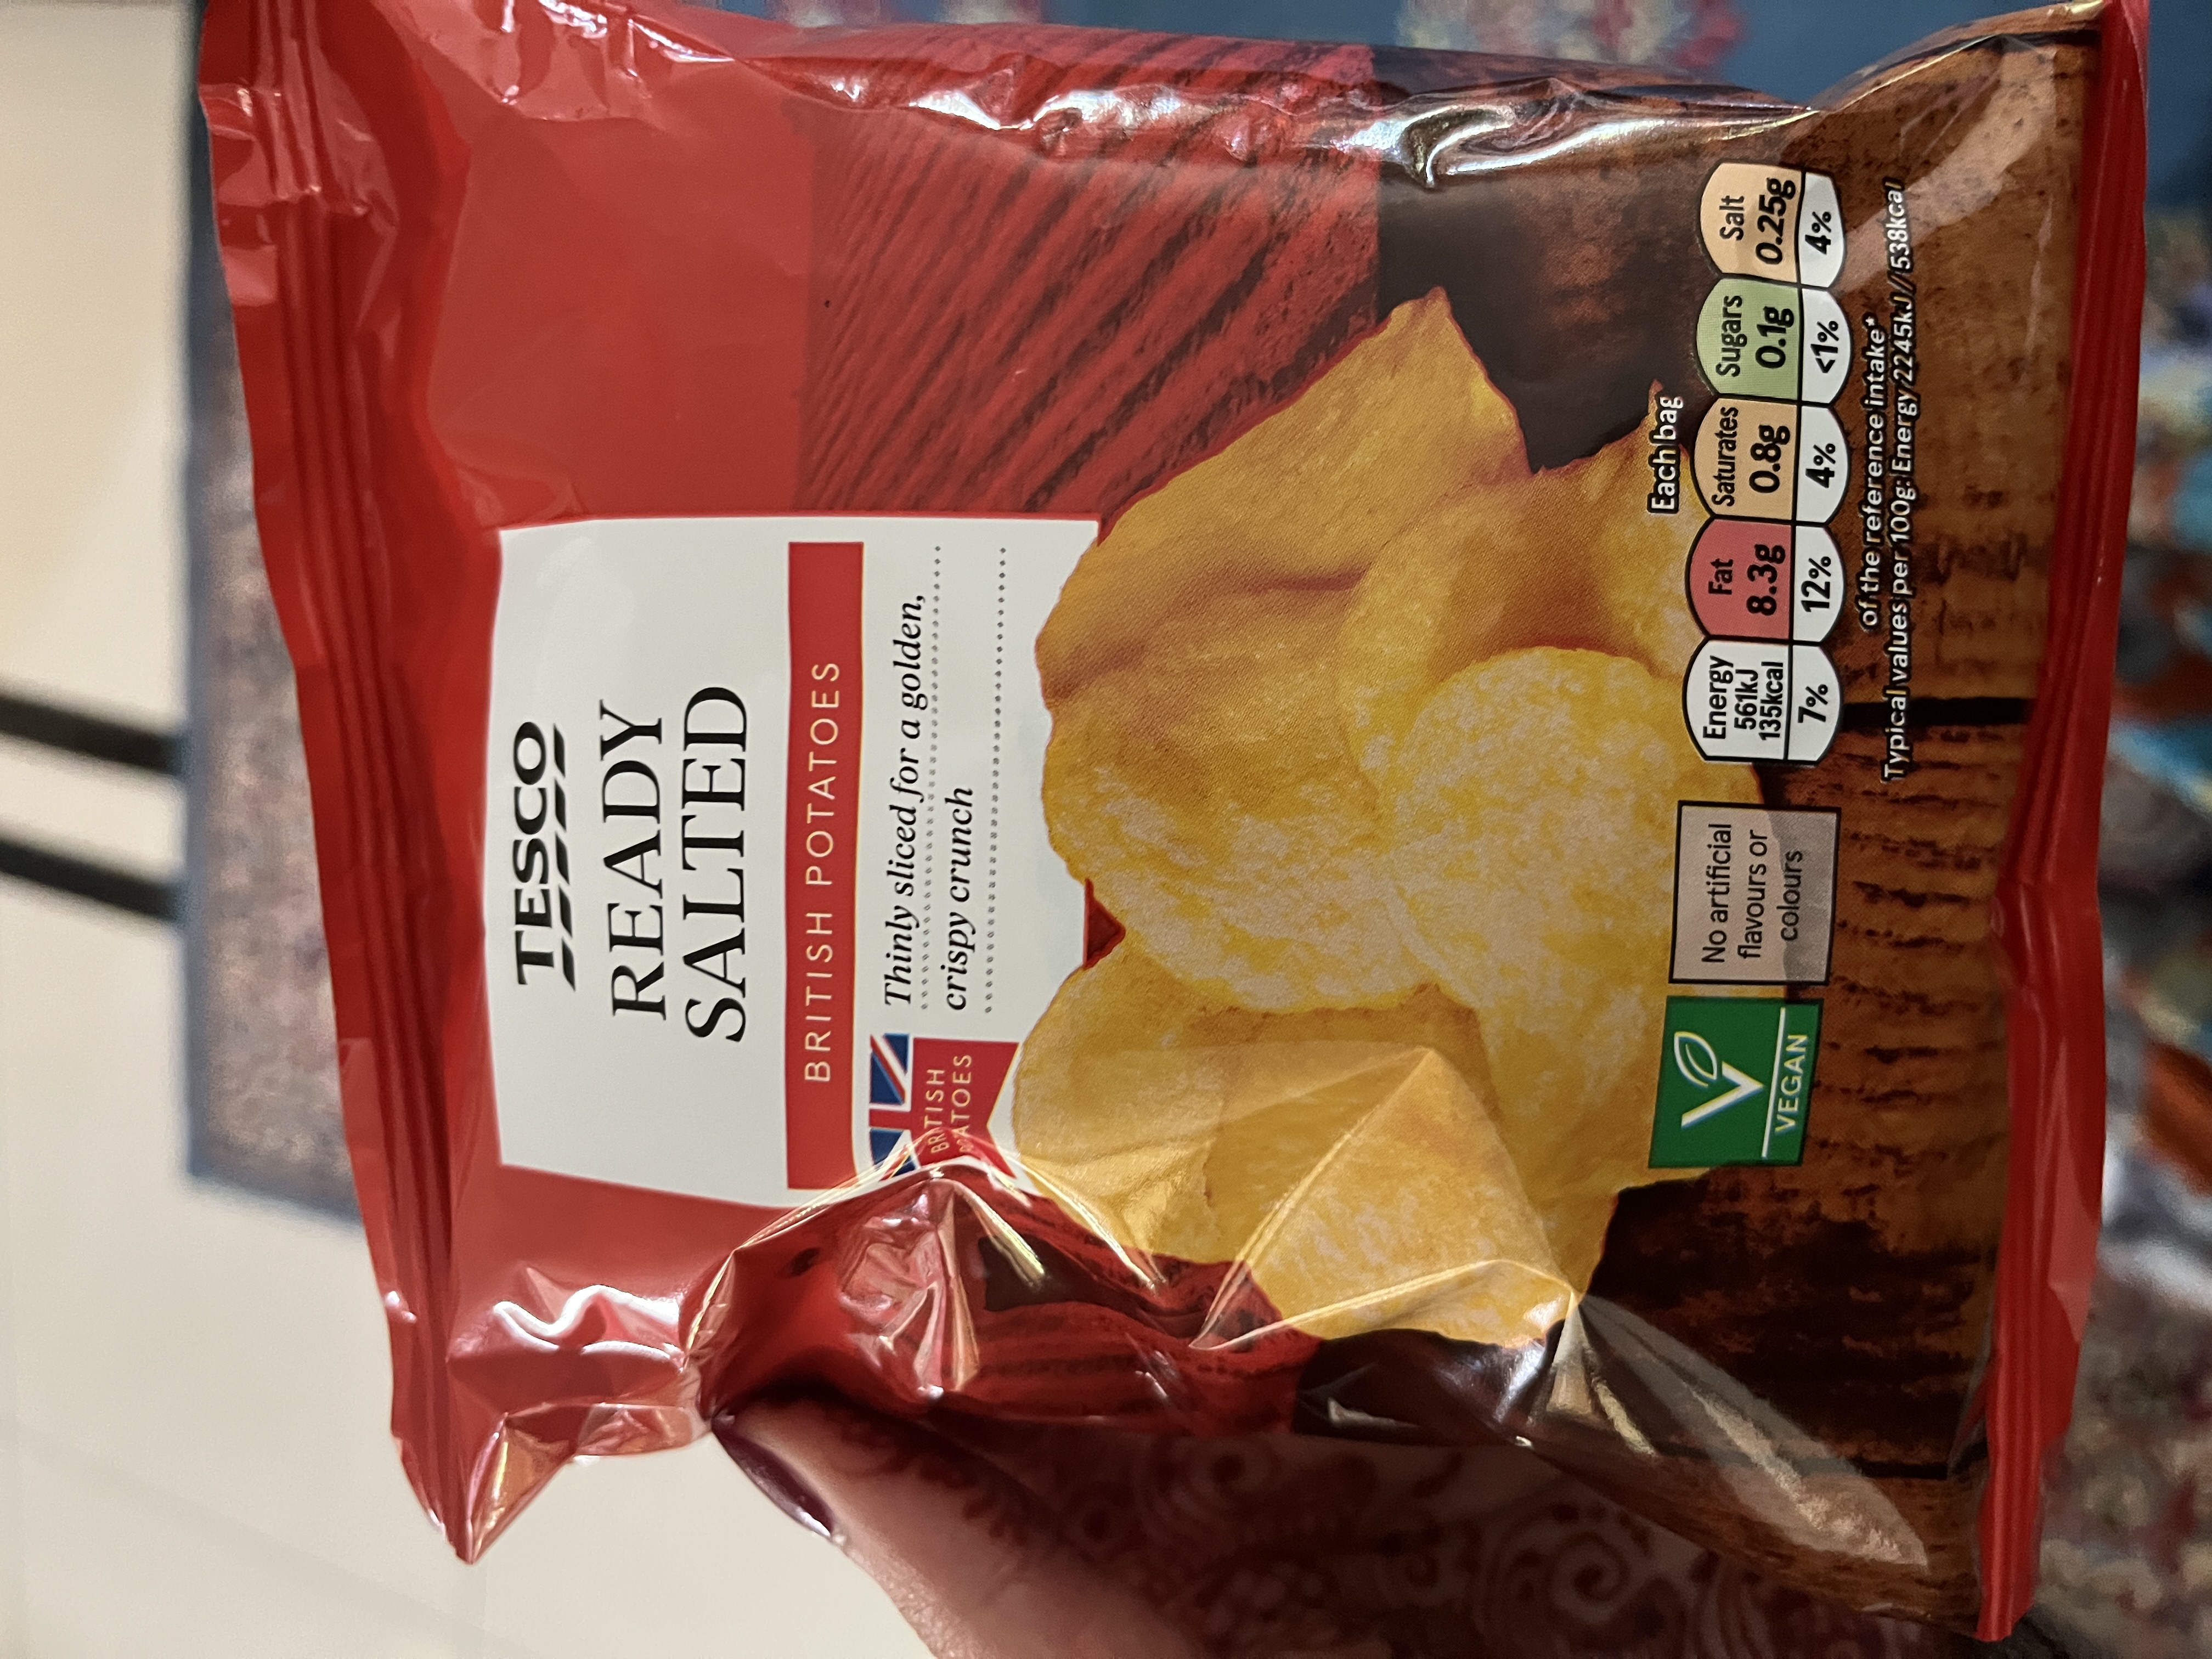 TESCO
READY
SALTED
BRITISH POTATOES
BRITISH
Thinly sliced for a golden,
crispy crunch
VEGAN
No artificial
flavours or
colours
Each bag
Energy
561kJ
135kcal
7%
Fat
8.3g
12%
Saturates
0.8g
4%
Sugars
0.1g
<1%
Salt
0.25g
4%
of the reference intake*
Typical values per 100g: Energy 2245kJ / 538kcal